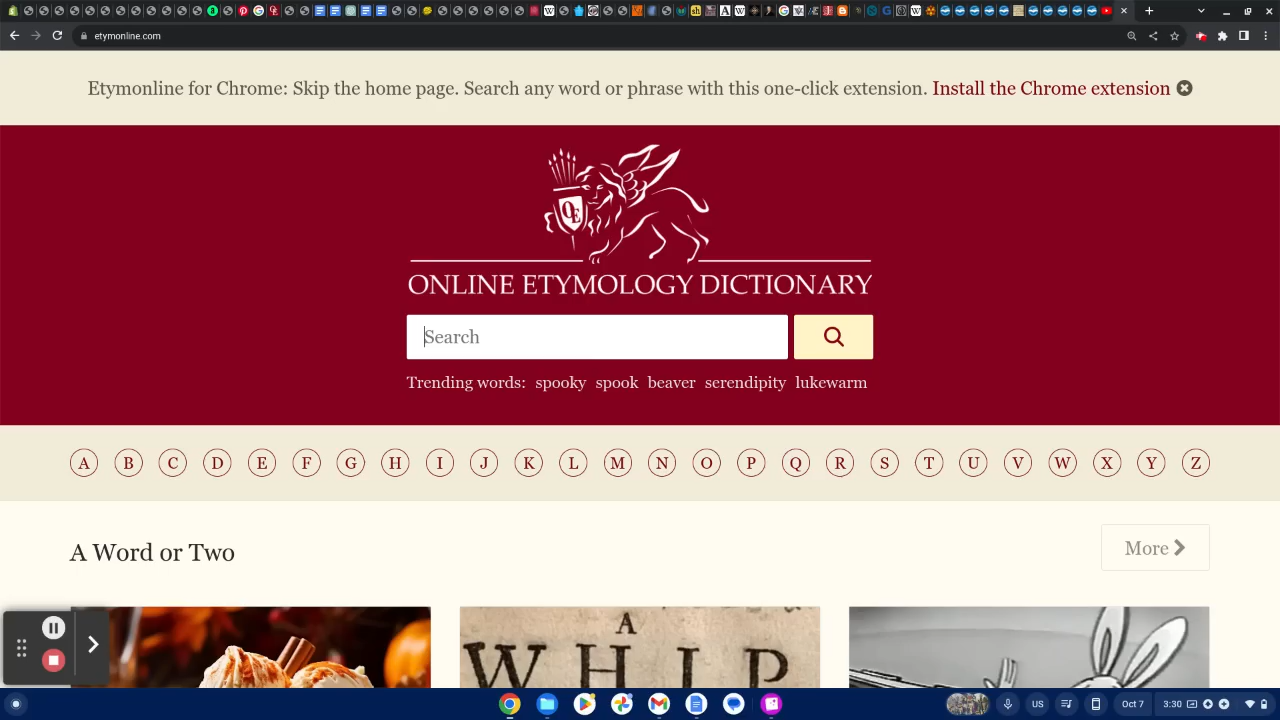 etymonline.com
Etymonline for Chrome: Skip the home page. Search any word or phrase with this one-click extension. Install the Chrome extension
OE
ONLINE ETYMOLOGY DICTIONARY
Search
Trending words: spooky spook beaver serendipity lukewarm
A B C D E F G H I J K L M N O P Q R S T U V W X Y Z
A Word or Two
More
A
WHIP
US
Oct 7
3:30